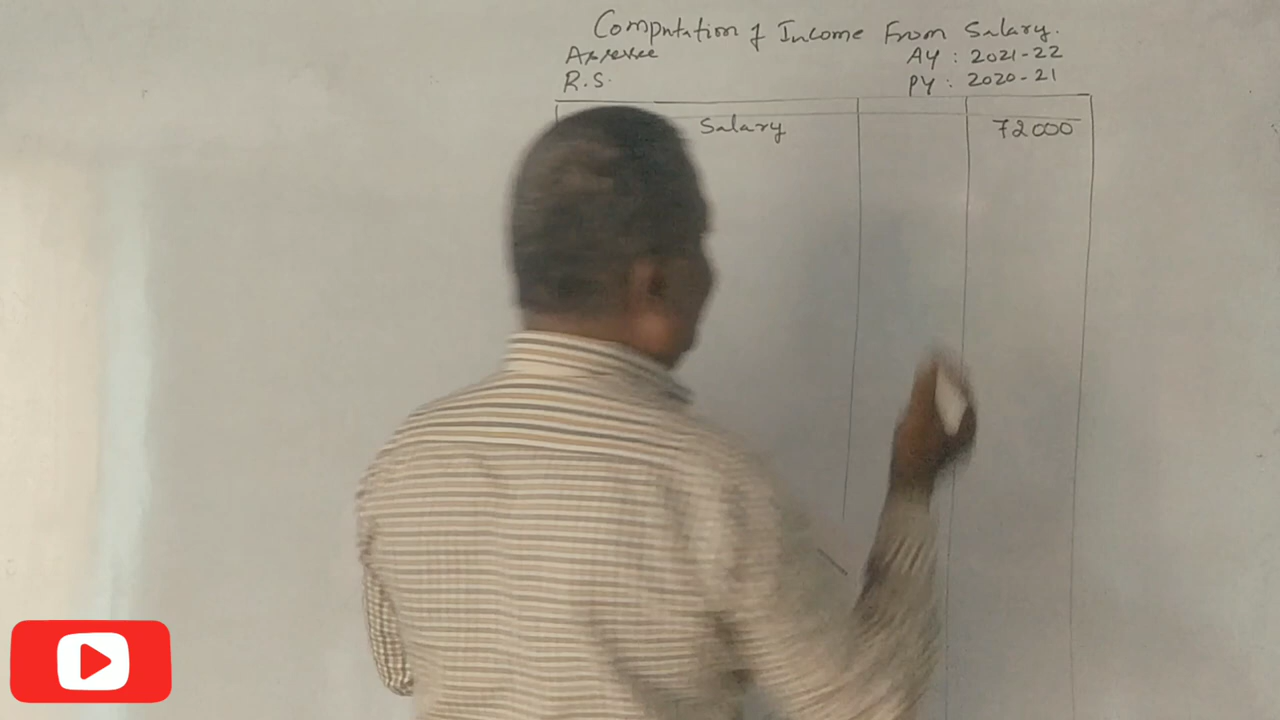 Computation of Income From Salary.
Assessee AY : 2021-22
R.S. PY : 2020-21
Salary 72000